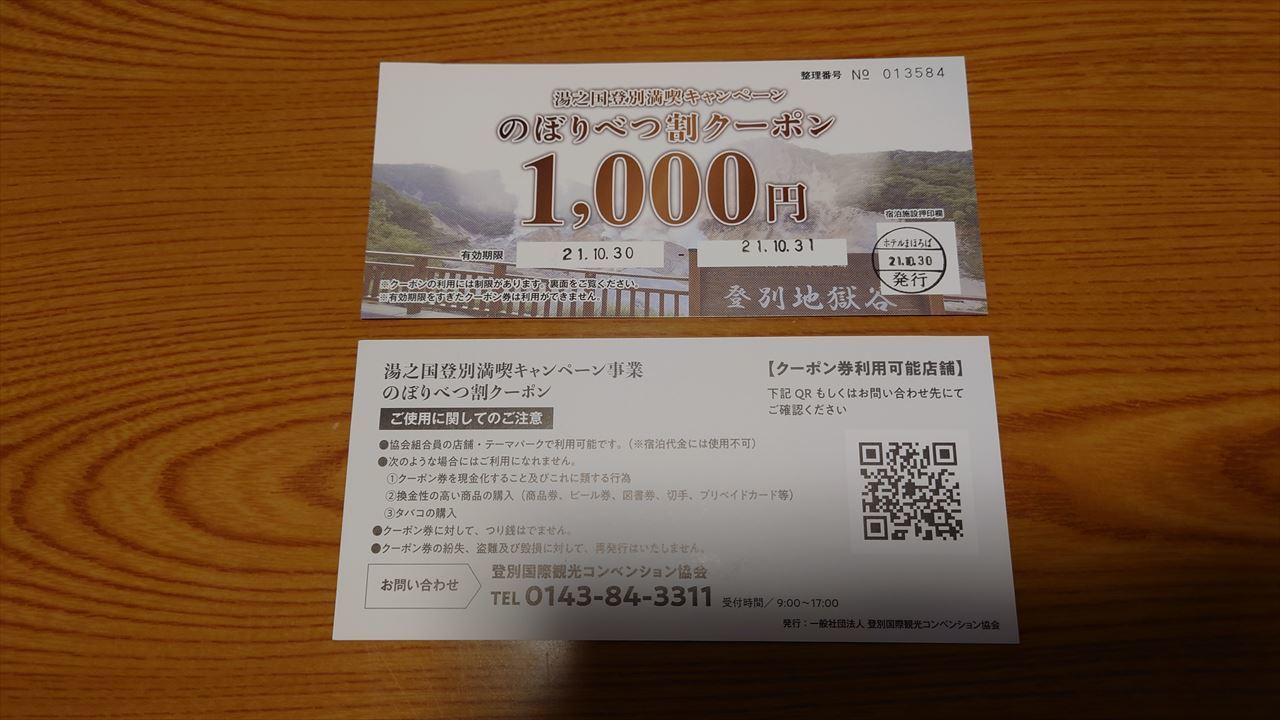 整理番号 № 013584
湯之国登別満喫キャンペーン
のぼりべつ割クーポン
1,000円
宿泊施設押印欄
有効期限 21.10.30 - 21.10.31
ホテルまほろば
21.10.30
発行
※クーポンの利用には制限があります。裏面をご覧ください。
※有効期限をすぎたクーポン券は利用ができません。
登別地獄谷
湯之国登別満喫キャンペーン事業
のぼりべつ割クーポン
ご使用に関してのご注意
●協会組合員の店舗・テーマパークで利用可能です。(※宿泊代金には使用不可)
●次のような場合にはご利用になれません。
①クーポン券を現金化すること及びこれに類する行為
②換金性の高い商品の購入(商品券、ビール券、図書券、切手、プリペイドカード等)
③タバコの購入
●クーポン券に対して、つり銭はでません。
●クーポン券の紛失、盗難及び毀損に対して、再発行はいたしません。
【クーポン券利用可能店舗】
下記QRもしくはお問い合わせ先にて
ご確認ください
お問い合わせ
登別国際観光コンベンション協会
TEL 0143-84-3311 受付時間/9:00~17:00
発行:一般社団法人 登別国際観光コンベンション協会